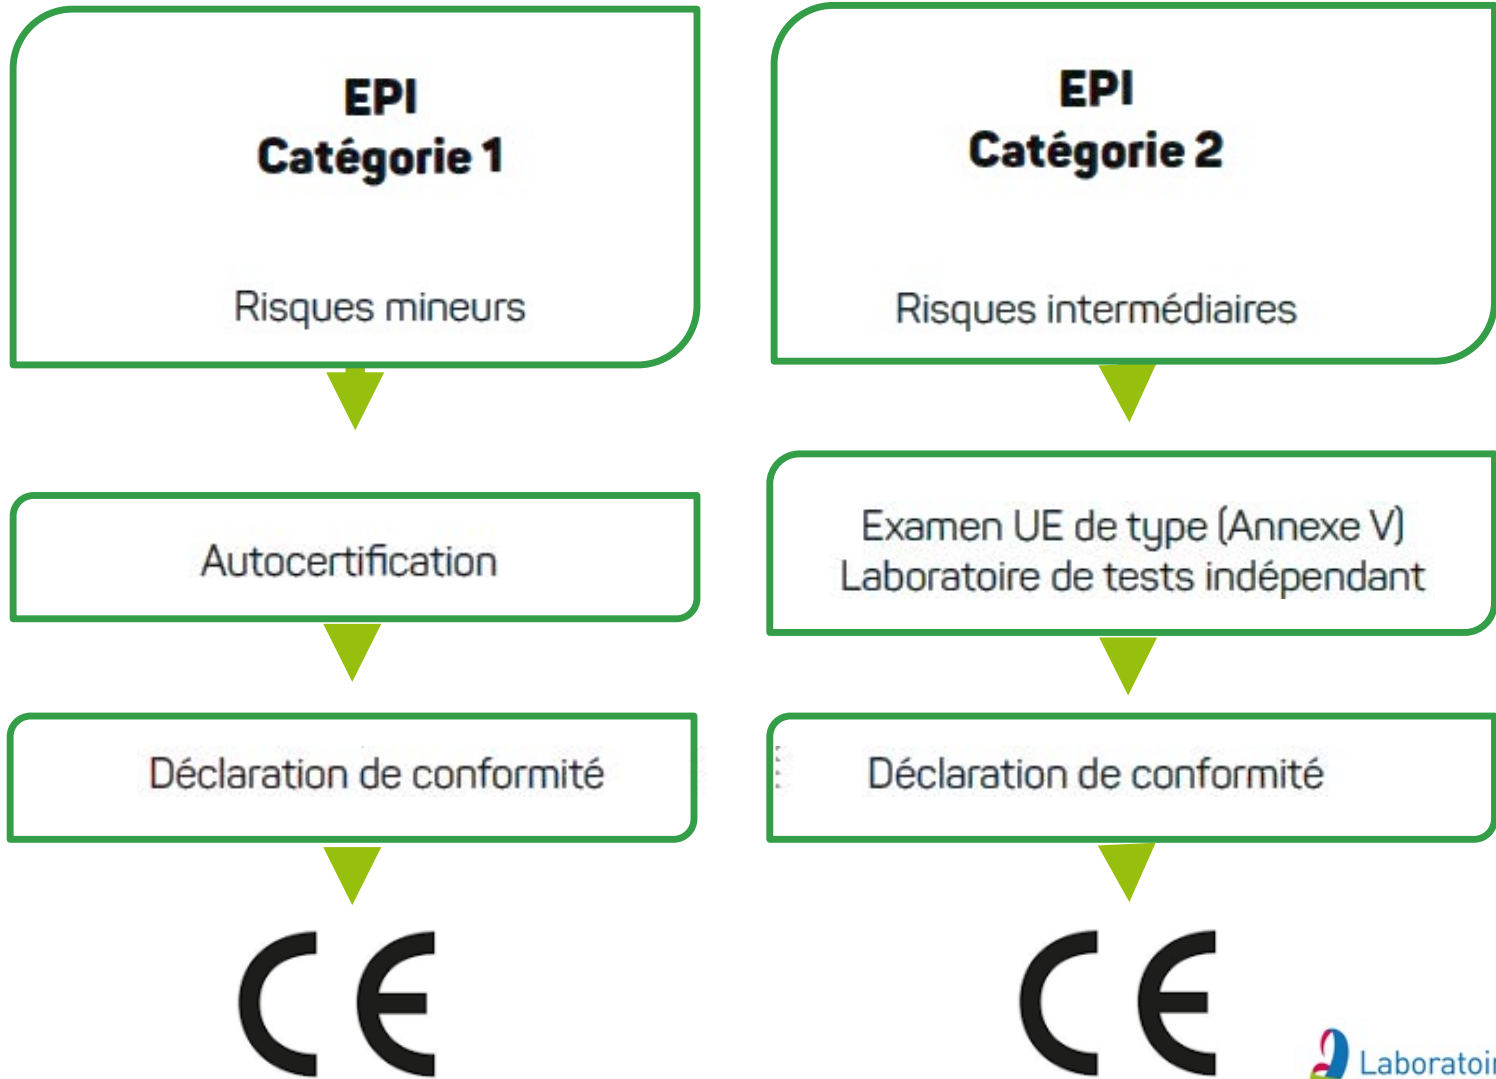 EPI
Catégorie 1
Risques mineurs
Autocertification
Déclaration de conformité
CE
EPI
Catégorie 2
Risques intermédiaires
Examen UE de type (Annexe V)
Laboratoire de tests indépendant
Déclaration de conformité
CE